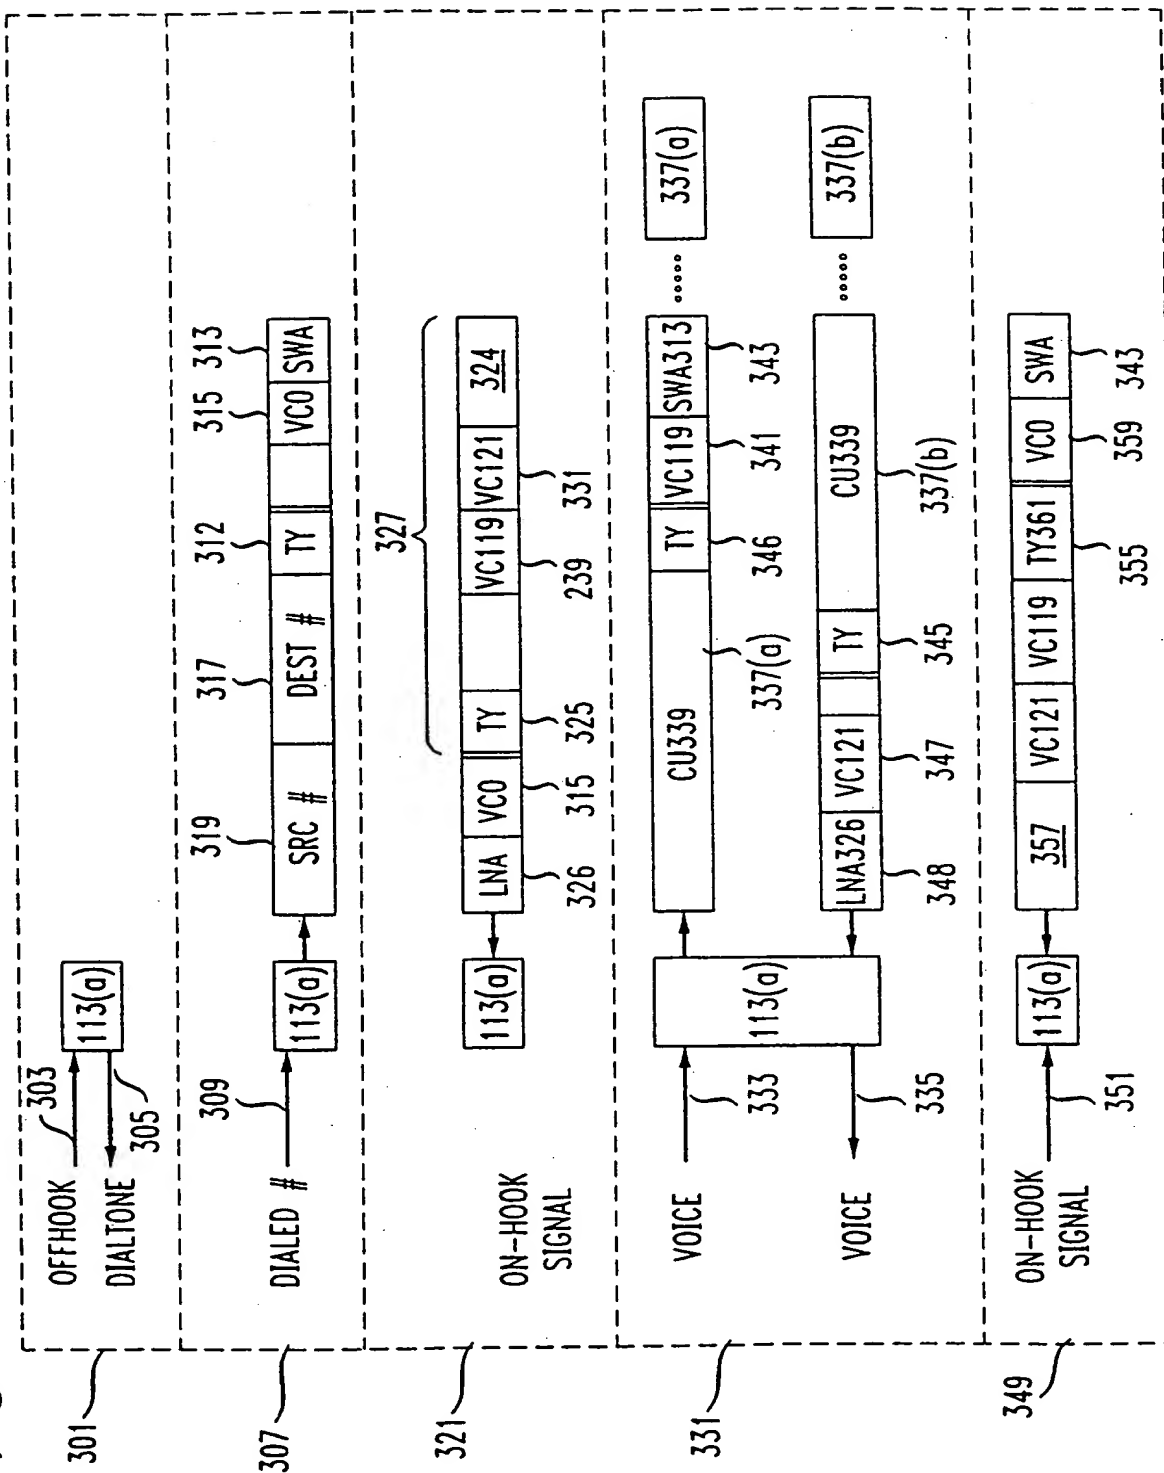 301
OFFHOOK
303
113(a)
DIALTONE
305
307
DIALED #
309
113(a)
319
317
312
315
313
SRC #
DEST #
TY
VC0
SWA
321
327
ON-HOOK
SIGNAL
113(a)
LNA
VC0
TY
VC119
VC121
324
326
315
325
239
331
331
VOICE
333
113(a)
CU339
TY
VC119
SWA313
337(a)
337(a)
346
341
343
VOICE
335
LNA326
VC121
TY
CU339
337(b)
348
347
345
337(b)
349
ON-HOOK
SIGNAL
351
113(a)
357
VC121
VC119
TY361
VC0
SWA
355
359
343